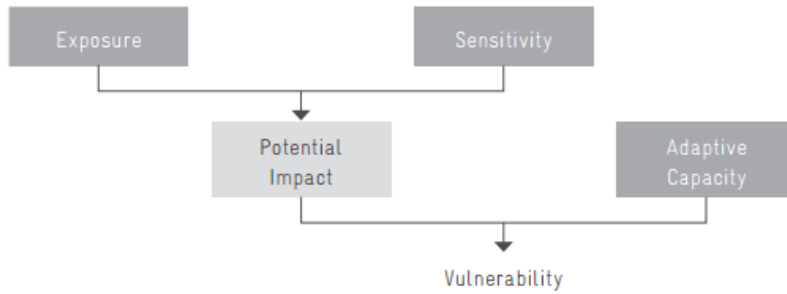 Exposure
Sensitivity
Potential
Impact
Adaptive
Capacity
Vulnerability